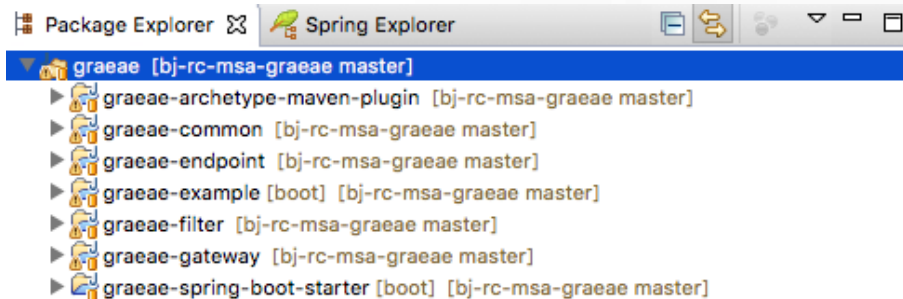 Package Explorer Spring Explorer
graeae [bj-rc-msa-graeae master]
graeae-archetype-maven-plugin [bj-rc-msa-graeae master]
graeae-common [bj-rc-msa-graeae master]
graeae-endpoint [bj-rc-msa-graeae master]
graeae-example [boot] [bj-rc-msa-graeae master]
graeae-filter [bj-rc-msa-graeae master]
graeae-gateway [bj-rc-msa-graeae master]
graeae-spring-boot-starter [boot] [bj-rc-msa-graeae master]